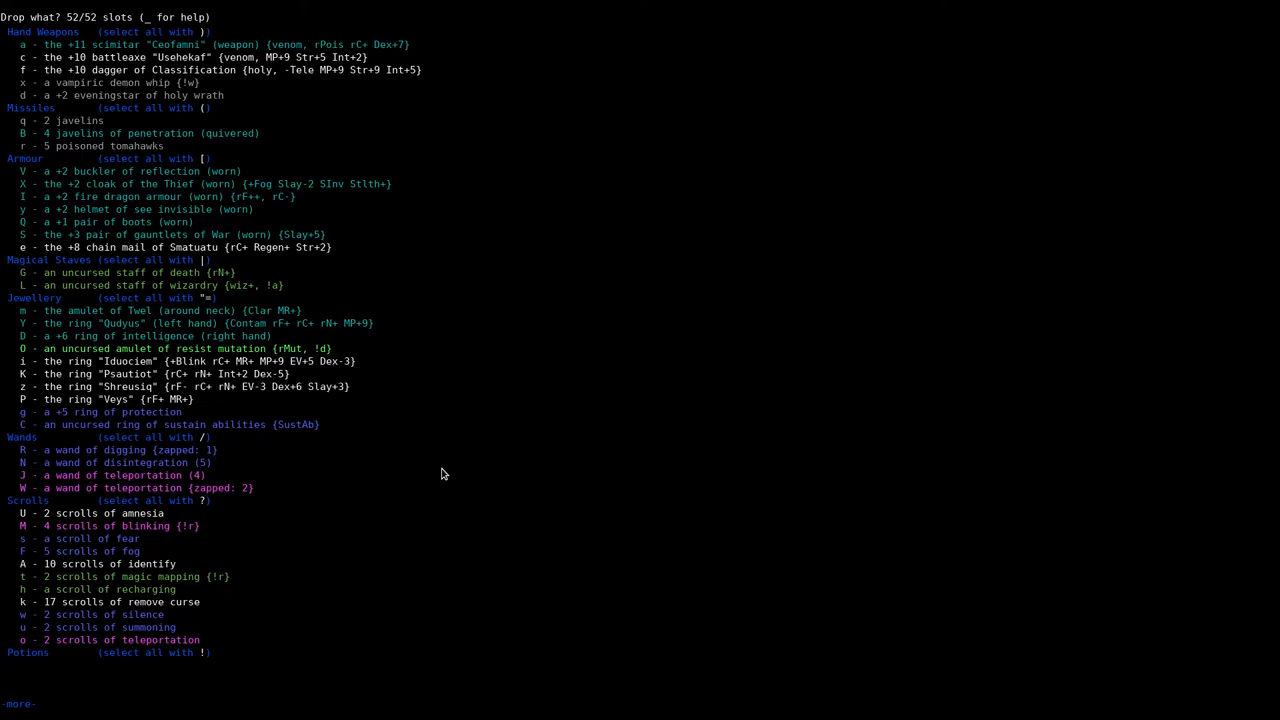 Drop what? 52/52 slots (_ for help)
Hand Weapons (select all with ))
a - the +11 scimitar "Ceofamni" (weapon) {venom, rPois rC+ Dex+7}
c - the +10 battleaxe "Usehekaf" {venom, MP+9 Str+5 Int+2}
f - the +10 dagger of Classification {holy, -Tele MP+9 Str+9 Int+5}
x - a vampiric demon whip {!w}
d - a +2 eveningstar of holy wrath
Missiles (select all with ()
q - 2 javelins
B - 4 javelins of penetration (quivered)
r - 5 poisoned tomahawks
Armour (select all with [)
V - a +2 buckler of reflection (worn)
X - the +2 cloak of the Thief (worn) {+Fog Slay-2 SInv Stlth+}
I - a +2 fire dragon armour (worn) {rF++, rC-}
y - a +2 helmet of see invisible (worn)
Q - a +1 pair of boots (worn)
S - the +3 pair of gauntlets of War (worn) {Slay+5}
e - the +8 chain mail of Smatuatu {rC+ Regen+ Str+2}
Magical Staves (select all with |)
G - an uncursed staff of death {rN+}
L - an uncursed staff of wizardry {wiz+, !a}
Jewellery (select all with "=)
m - the amulet of Twel (around neck) {Clar MR+}
Y - the ring "Qudyus" (left hand) {Contam rF+ rC+ rN+ MP+9}
D - a +6 ring of intelligence (right hand)
O - an uncursed amulet of resist mutation {rMut, !d}
i - the ring "Iduociem" {+Blink rC+ MR+ MP+9 EV+5 Dex-3}
K - the ring "Psautiot" {rC+ rN+ Int+2 Dex-5}
z - the ring "Shreusiq" {rF- rC+ rN+ EV-3 Dex+6 Slay+3}
P - the ring "Veys" {rF+ MR+}
g - a +5 ring of protection
C - an uncursed ring of sustain abilities {SustAb}
Wands (select all with /)
R - a wand of digging {zapped: 1}
N - a wand of disintegration (5)
J - a wand of teleportation (4)
W - a wand of teleportation {zapped: 2}
Scrolls (select all with ?)
U - 2 scrolls of amnesia
M - 4 scrolls of blinking {!r}
s - a scroll of fear
F - 5 scrolls of fog
A - 10 scrolls of identify
t - 2 scrolls of magic mapping {!r}
h - a scroll of recharging
k - 17 scrolls of remove curse
w - 2 scrolls of silence
u - 2 scrolls of summoning
o - 2 scrolls of teleportation
Potions (select all with !)
-more-